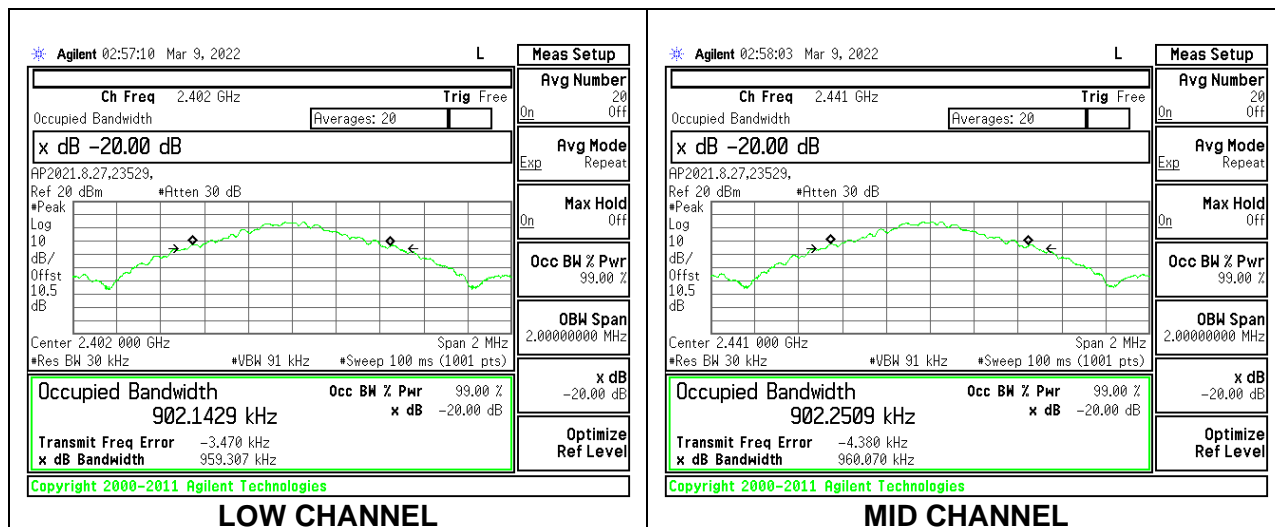 Agilent 02:57:10 Mar 9, 2022 L
Meas Setup
Ch Freq 2.402 GHz Trig Free
Occupied Bandwidth Averages: 20
x dB -20.00 dB
AP2021.8.27,23529,
Ref 20 dBm #Atten 30 dB
#Peak
Log
10
dB/
Offst
10.5
dB
Center 2.402 000 GHz Span 2 MHz
#Res BW 30 kHz #VBW 91 kHz #Sweep 100 ms (1001 pts)
Occupied Bandwidth Occ BW % Pwr 99.00 %
902.1429 kHz x dB -20.00 dB
Transmit Freq Error -3.470 kHz
x dB Bandwidth 959.307 kHz
Copyright 2000-2011 Agilent Technologies
Avg Number
20
On Off
Avg Mode
Exp Repeat
Max Hold
On Off
Occ BW % Pwr
99.00 %
OBW Span
2.00000000 MHz
x dB
-20.00 dB
Optimize
Ref Level
LOW CHANNEL
Agilent 02:58:03 Mar 9, 2022 L
Meas Setup
Ch Freq 2.441 GHz Trig Free
Occupied Bandwidth Averages: 20
x dB -20.00 dB
AP2021.8.27,23529,
Ref 20 dBm #Atten 30 dB
#Peak
Log
10
dB/
Offst
10.5
dB
Center 2.441 000 GHz Span 2 MHz
#Res BW 30 kHz #VBW 91 kHz #Sweep 100 ms (1001 pts)
Occupied Bandwidth Occ BW % Pwr 99.00 %
902.2509 kHz x dB -20.00 dB
Transmit Freq Error -4.380 kHz
x dB Bandwidth 960.070 kHz
Copyright 2000-2011 Agilent Technologies
Avg Number
20
On Off
Avg Mode
Exp Repeat
Max Hold
On Off
Occ BW % Pwr
99.00 %
OBW Span
2.00000000 MHz
x dB
-20.00 dB
Optimize
Ref Level
MID CHANNEL